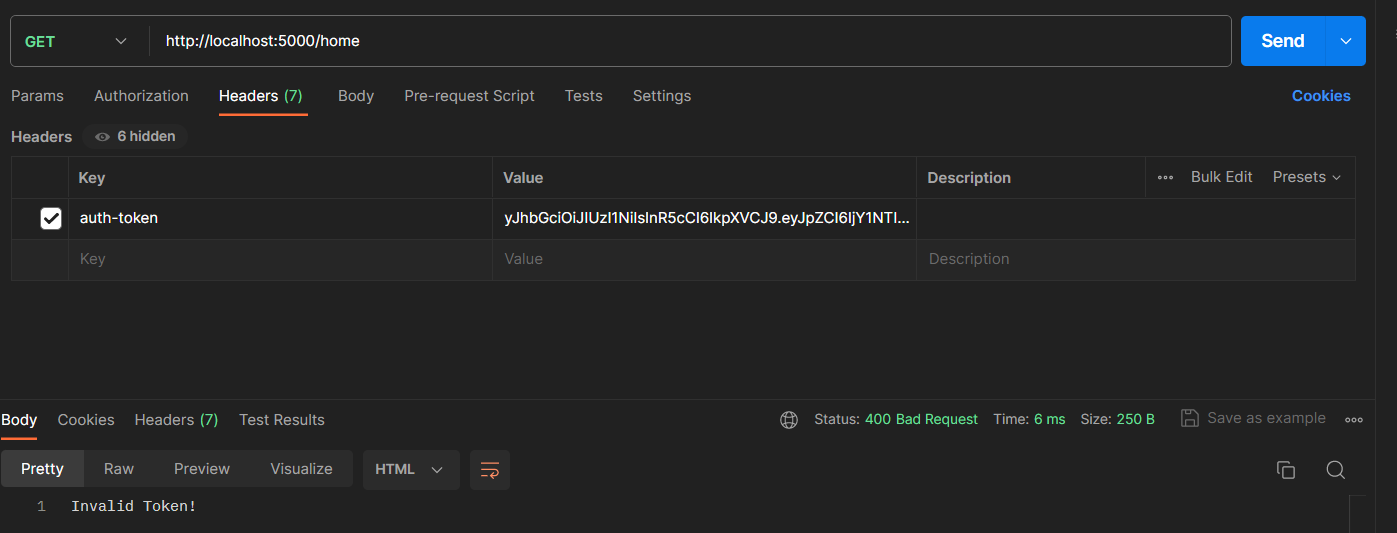 GET http://localhost:5000/home Send
Params Authorization Headers (7) Body Pre-request Script Tests Settings Cookies
Headers 6 hidden
Key Value Description Bulk Edit Presets
auth-token yJhbGciOiJIUzI1NiIsInR5cCI6IkpXVCJ9.eyJpZCI6IjY1NTI...
Key Value Description
Body Cookies Headers (7) Test Results Status: 400 Bad Request Time: 6 ms Size: 250 B Save as example
Pretty Raw Preview Visualize HTML
1 Invalid Token!